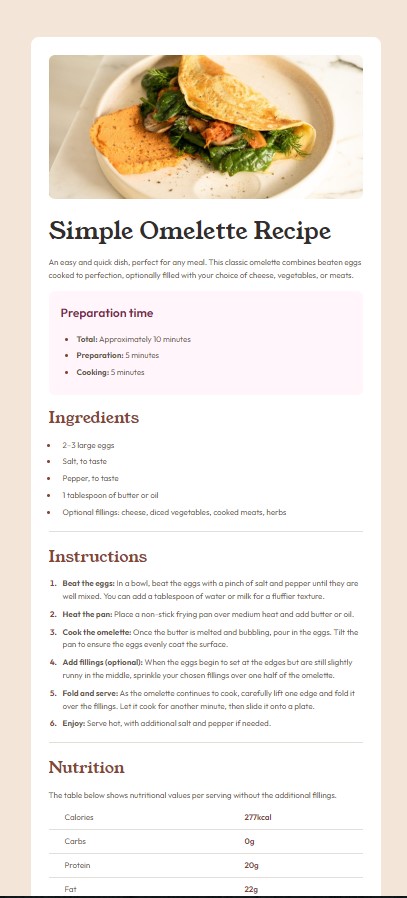 Simple Omelette Recipe
An easy and quick dish, perfect for any meal. This classic omelette combines beaten eggs
cooked to perfection, optionally filled with your choice of cheese, vegetables, or meats.
Preparation time
• Total: Approximately 10 minutes
• Preparation: 5 minutes
• Cooking: 5 minutes
Ingredients
• 2–3 large eggs
• Salt, to taste
• Pepper, to taste
• 1 tablespoon of butter or oil
• Optional fillings: cheese, diced vegetables, cooked meats, herbs
Instructions
1. Beat the eggs: In a bowl, beat the eggs with a pinch of salt and pepper until they are
well mixed. You can add a tablespoon of water or milk for a fluffier texture.
2. Heat the pan: Place a non-stick frying pan over medium heat and add butter or oil.
3. Cook the omelette: Once the butter is melted and bubbling, pour in the eggs. Tilt the
pan to ensure the eggs evenly coat the surface.
4. Add fillings (optional): When the eggs begin to set at the edges but are still slightly
runny in the middle, sprinkle your chosen fillings over one half of the omelette.
5. Fold and serve: As the omelette continues to cook, carefully lift one edge and fold it
over the fillings. Let it cook for another minute, then slide it onto a plate.
6. Enjoy: Serve hot, with additional salt and pepper if needed.
Nutrition
The table below shows nutritional values per serving without the additional fillings.
Calories 277kcal
Carbs 0g
Protein 20g
Fat 22g